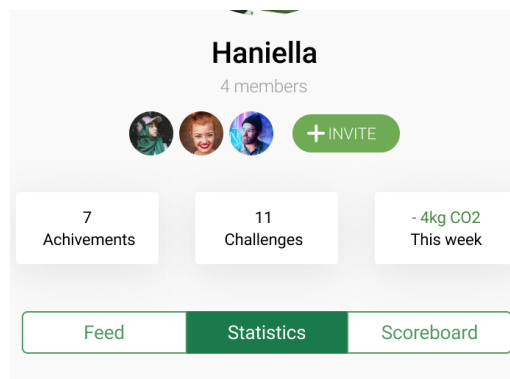 Haniella
4 members
+ INVITE
7
Achivements
11
Challenges
- 4kg CO2
This week
Feed
Statistics
Scoreboard